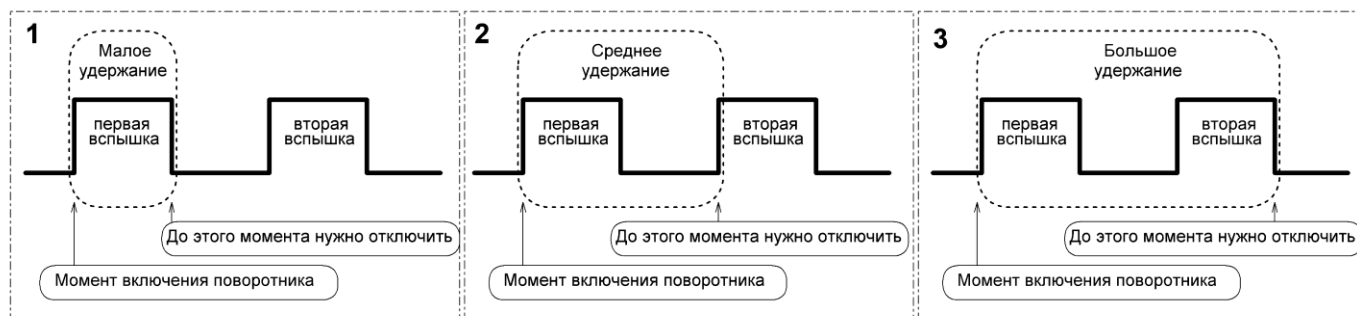 1
Малое
удержание
первая
вспышка
вторая
вспышка
До этого момента нужно отключить
Момент включения поворотника
2
Среднее
удержание
первая
вспышка
вторая
вспышка
До этого момента нужно отключить
Момент включения поворотника
3
Большое
удержание
первая
вспышка
вторая
вспышка
До этого момента нужно отключить
Момент включения поворотника